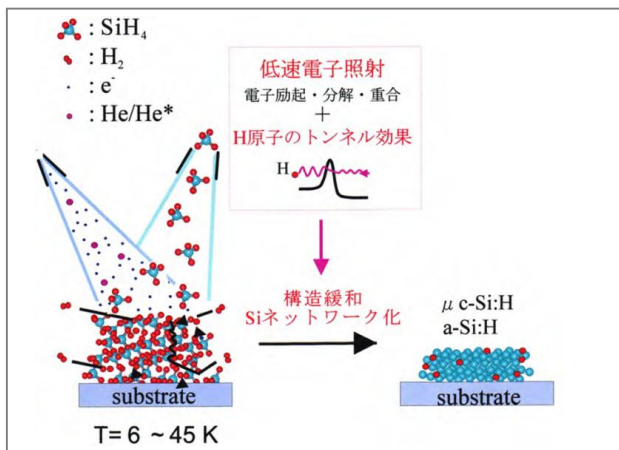 : SiH₄
: H₂
: e⁻
: He/He*
低速電子照射
電子励起・分解・重合
+
H原子のトンネル効果
H
構造緩和
Siネットワーク化
μ c-Si:H
a-Si:H
substrate
substrate
T= 6 ~ 45 K